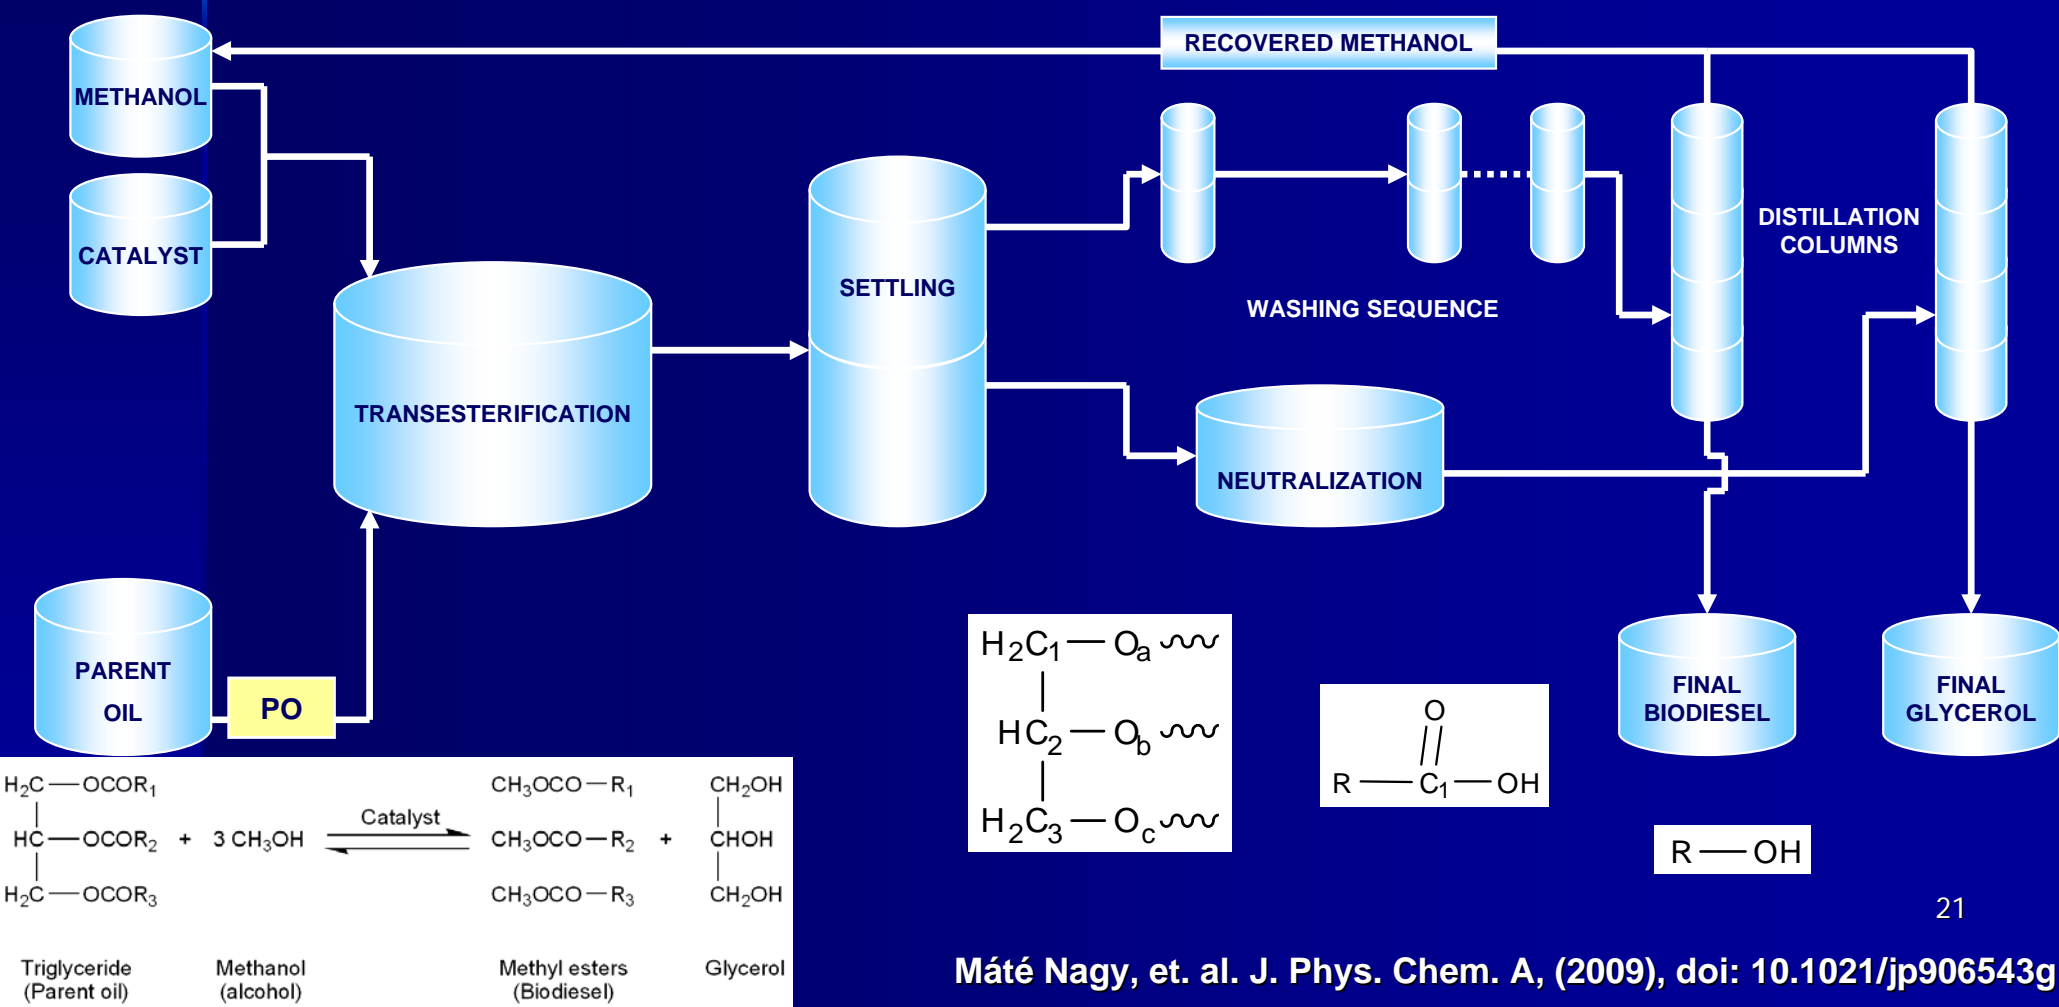 RECOVERED METHANOL
METHANOL
CATALYST
SETTLING
WASHING SEQUENCE
DISTILLATION
COLUMNS
TRANSESTERIFICATION
NEUTRALIZATION
PARENT
OIL
PO
FINAL
BIODIESEL
FINAL
GLYCEROL
H₂C₁ — Oₐ
HC₂ — O_b
H₂C₃ — O_c
O
R — C₁ — OH
R — OH
H₂C — OCOR₁ CH₃OCO — R₁ CH₂OH
Catalyst
HC — OCOR₂ + 3 CH₃OH CH₃OCO — R₂ + CHOH
H₂C — OCOR₃ CH₃OCO — R₃ CH₂OH
Triglyceride Methanol Methyl esters Glycerol
(Parent oil) (alcohol) (Biodiesel)
21
Máté Nagy, et. al. J. Phys. Chem. A, (2009), doi: 10.1021/jp906543g